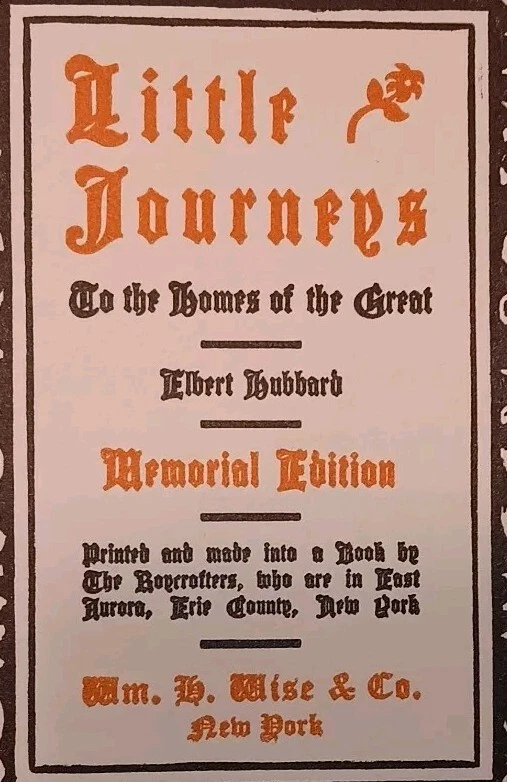 Little
Journeys
To the Homes of the Great
Elbert Hubbard
Memorial Edition
Printed and made into a Book by
The Roycrofters, who are in East
Aurora, Erie County, New York
Wm. H. Wise & Co.
New York